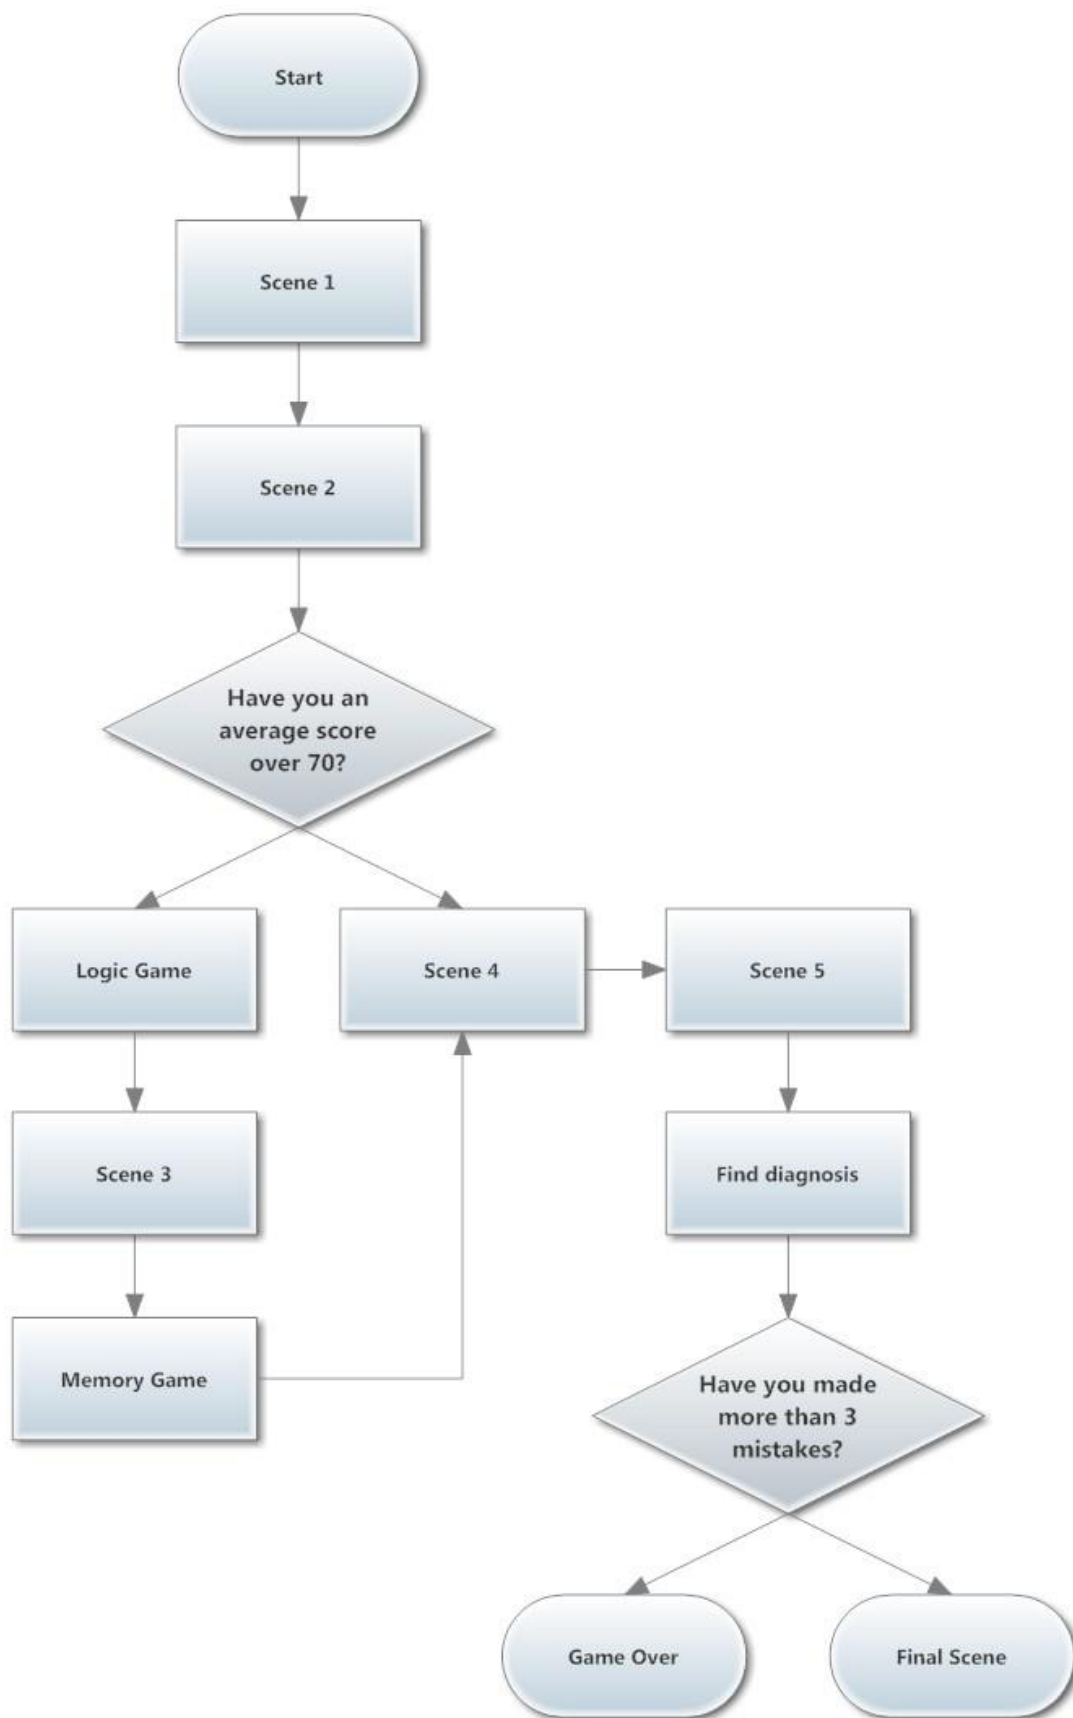 Start
Scene 1
Scene 2
Have you an
average score
over 70?
Logic Game
Scene 4
Scene 5
Scene 3
Find diagnosis
Memory Game
Have you made
more than 3
mistakes?
Game Over
Final Scene